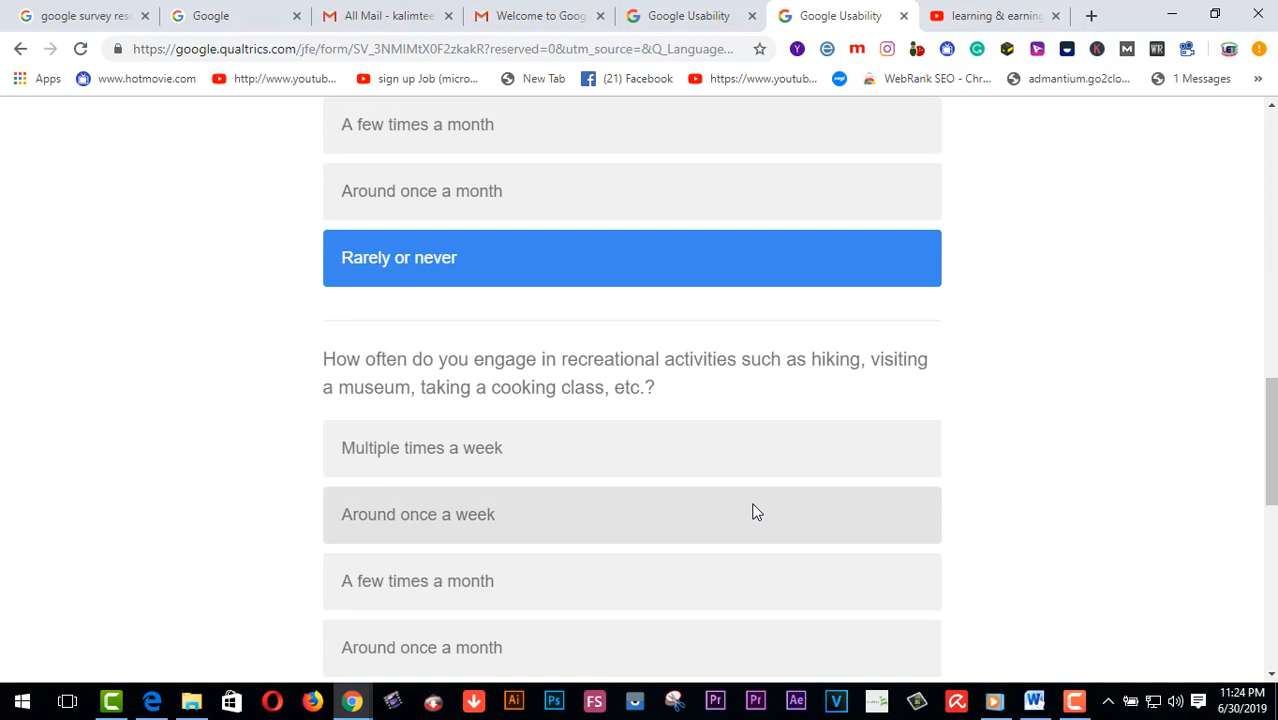 google survey res
Google
All Mail - kalimtee
Welcome to Goog
Google Usability
Google Usability
learning & earning
https://google.qualtrics.com/jfe/form/SV_3NMIMtX0F2zkakR?reserved=0&utm_source=&Q_Language...
Apps
www.hotmovie.com
http://www.youtub...
sign up Job (micro...
New Tab
(21) Facebook
https://www.youtub...
WebRank SEO - Chr...
admantium.go2clo...
1 Messages
A few times a month
Around once a month
Rarely or never
How often do you engage in recreational activities such as hiking, visiting
a museum, taking a cooking class, etc.?
Multiple times a week
Around once a week
A few times a month
Around once a month
11:24 PM
6/30/2019